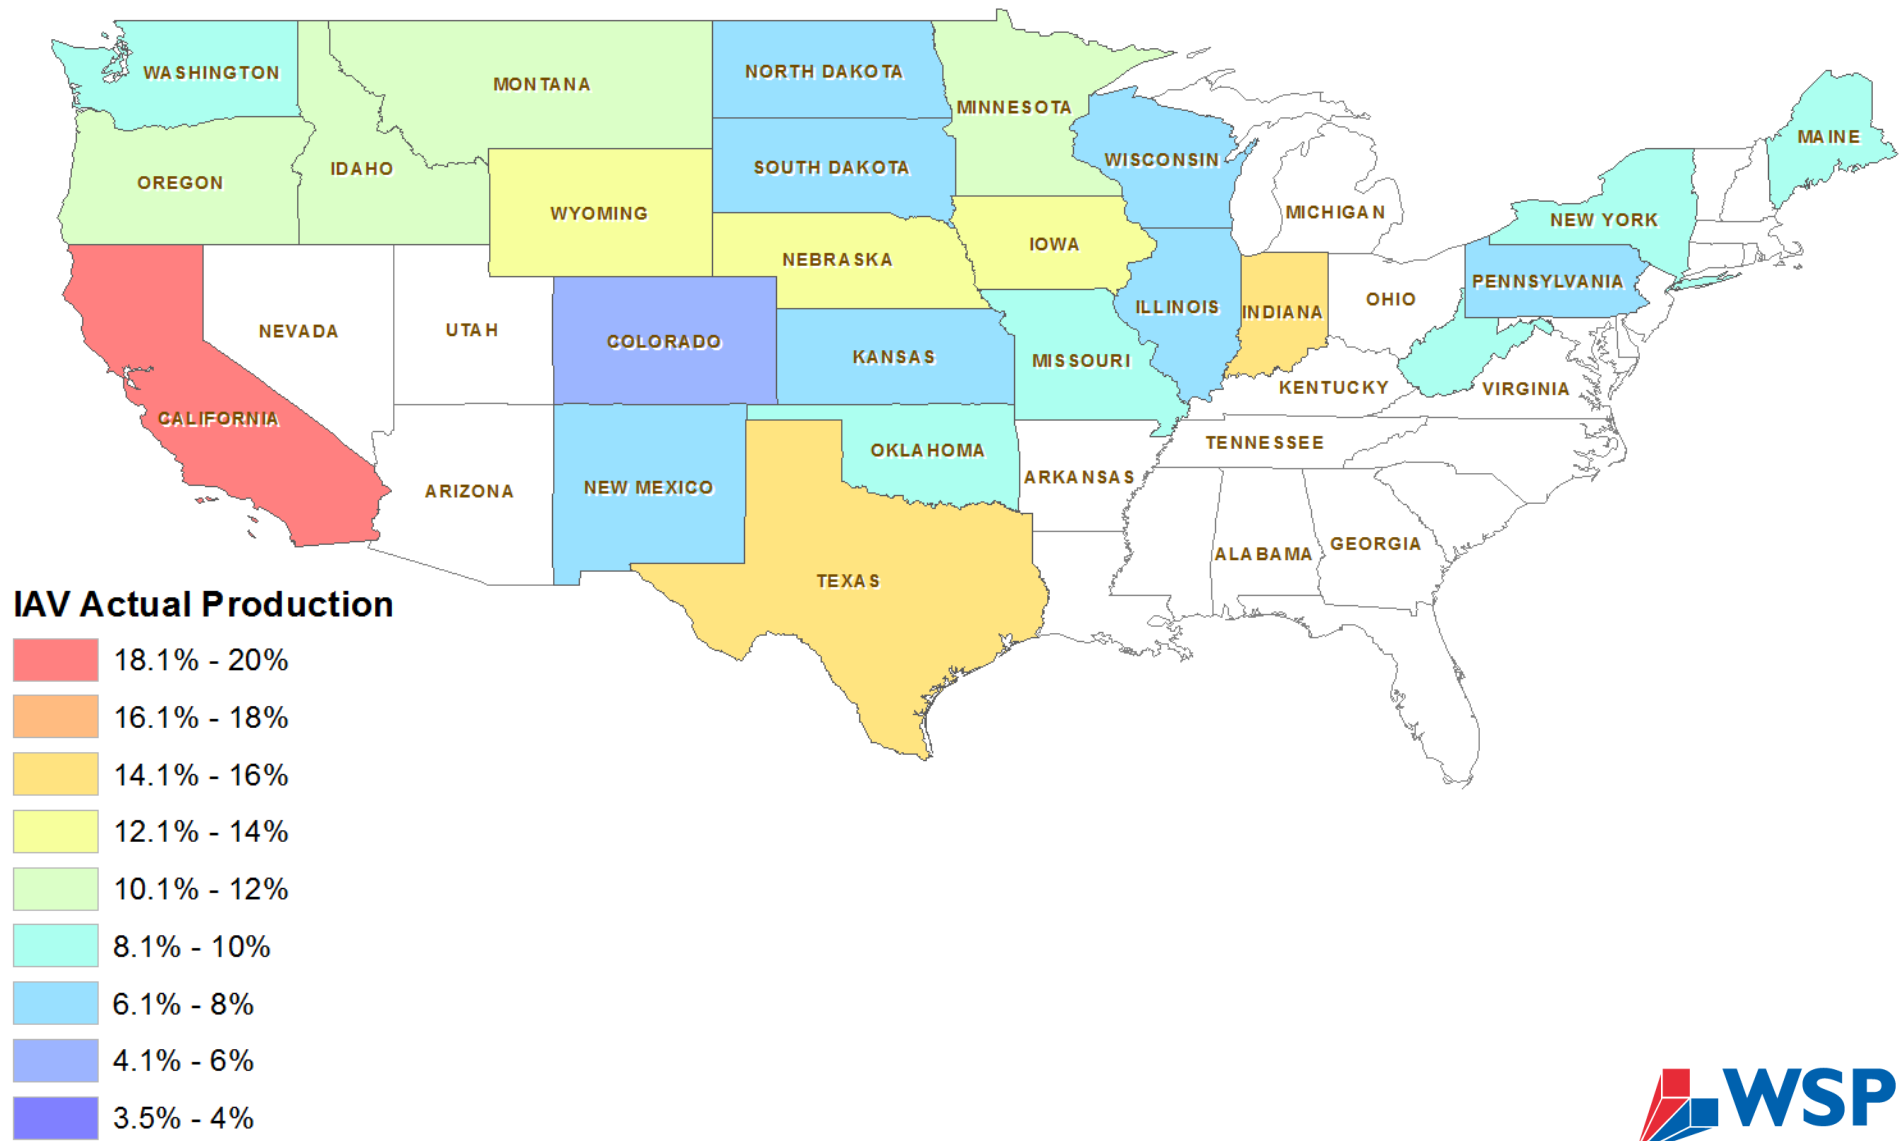 WASHINGTON
MONTANA
NORTH DAKOTA
MINNESOTA
MAINE
OREGON
IDAHO
SOUTH DAKOTA
WISCONSIN
WYOMING
MICHIGAN
NEW YORK
NEBRASKA
IOWA
PENNSYLVANIA
NEVADA
UTAH
COLORADO
KANSAS
MISSOURI
ILLINOIS
INDIANA
OHIO
KENTUCKY
VIRGINIA
CALIFORNIA
ARIZONA
NEW MEXICO
OKLAHOMA
ARKANSAS
TENNESSEE
TEXAS
ALABAMA
GEORGIA
IAV Actual Production
18.1% - 20%
16.1% - 18%
14.1% - 16%
12.1% - 14%
10.1% - 12%
8.1% - 10%
6.1% - 8%
4.1% - 6%
3.5% - 4%
WSP